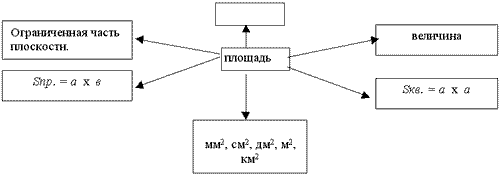 Ограниченная часть
плоскости.
величина
площадь
Sпр. = а х в
Sкв. = а х а
мм², см², дм², м²,
км²